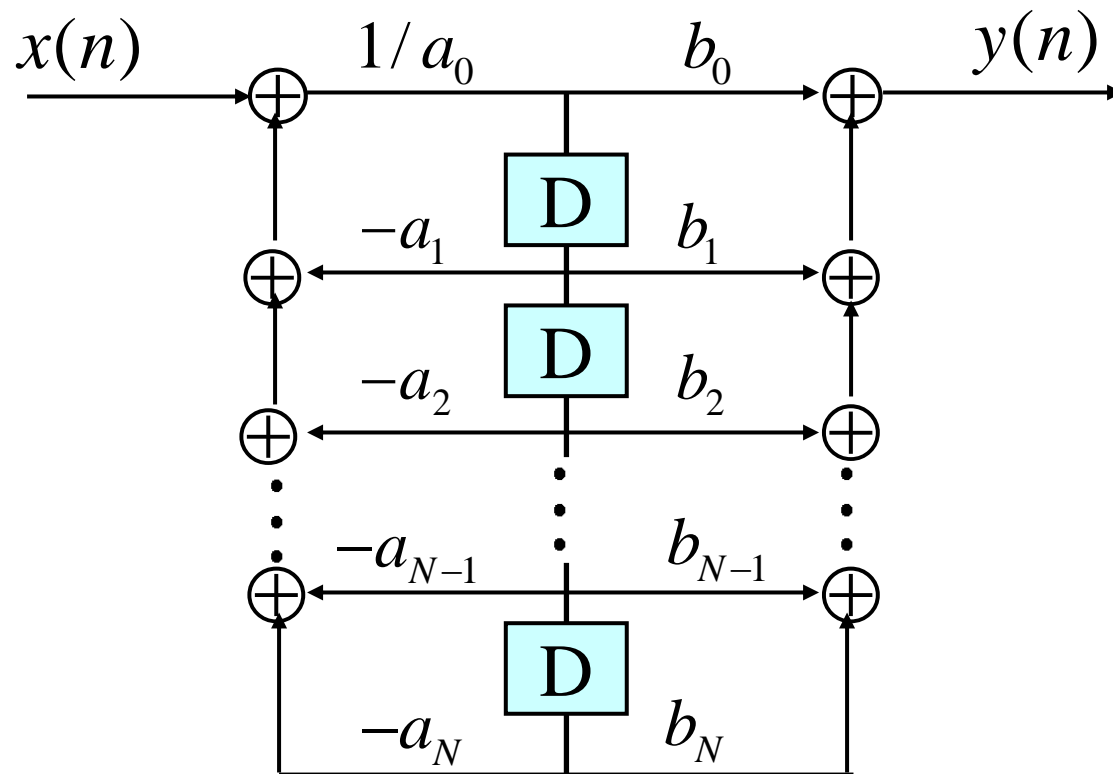 x(n) 1/a₀ b₀ y(n)
D
−a₁ b₁
D
−a₂ b₂
−a_{N−1} b_{N−1}
D
−a_N b_N